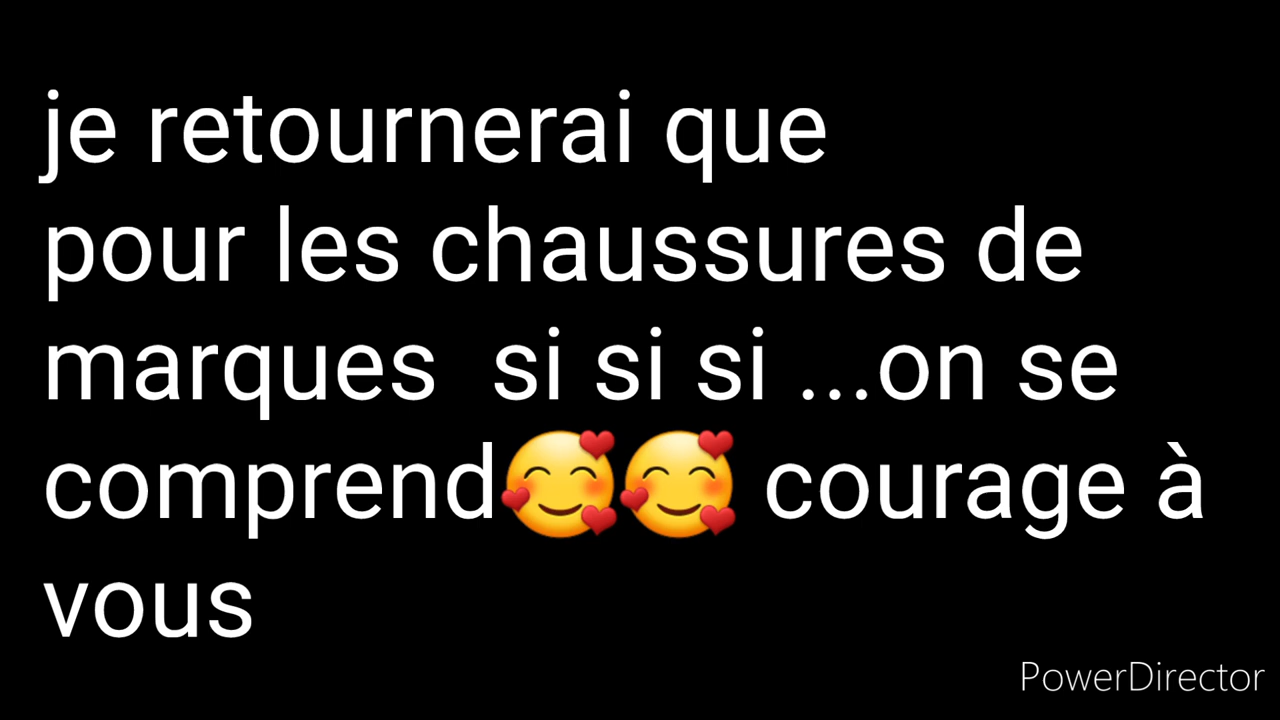 je retournerai que
pour les chaussures de
marques  si si si ...on se
comprend🥰🥰 courage à
vous
PowerDirector